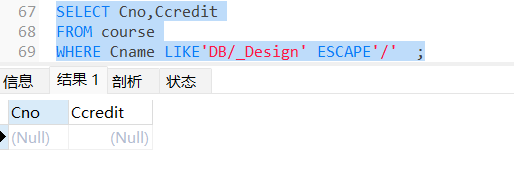 67 SELECT Cno,Ccredit
68 FROM course
69 WHERE Cname LIKE'DB/_Design' ESCAPE'/' ;
信息 结果 1 剖析 状态
Cno Ccredit
(Null) (Null)